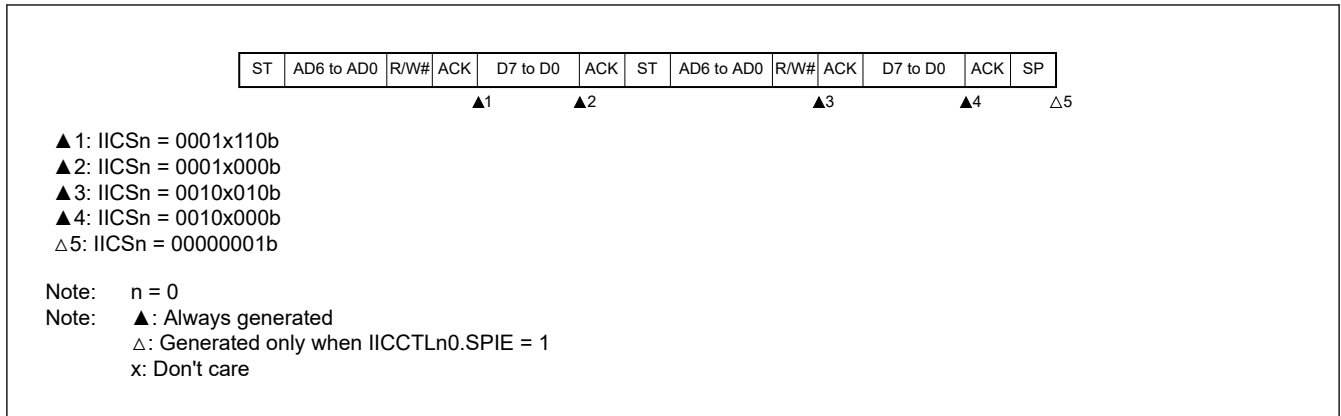 ST AD6 to AD0 R/W# ACK D7 to D0 ACK ST AD6 to AD0 R/W# ACK D7 to D0 ACK SP
▲1 ▲2 ▲3 ▲4 △5
▲1: IICSn = 0001x110b
▲2: IICSn = 0001x000b
▲3: IICSn = 0010x010b
▲4: IICSn = 0010x000b
△5: IICSn = 00000001b
Note: n = 0
Note: ▲: Always generated
△: Generated only when IICCTLn0.SPIE = 1
x: Don't care